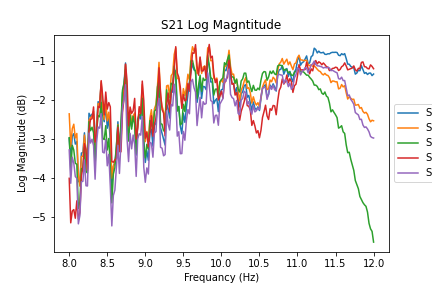 S21 Log Magntitude
Log Magnitude (dB)
−1
−2
−3
−4
−5
8.0 8.5 9.0 9.5 10.0 10.5 11.0 11.5 12.0
Frequancy (Hz)
S
S
S
S
S